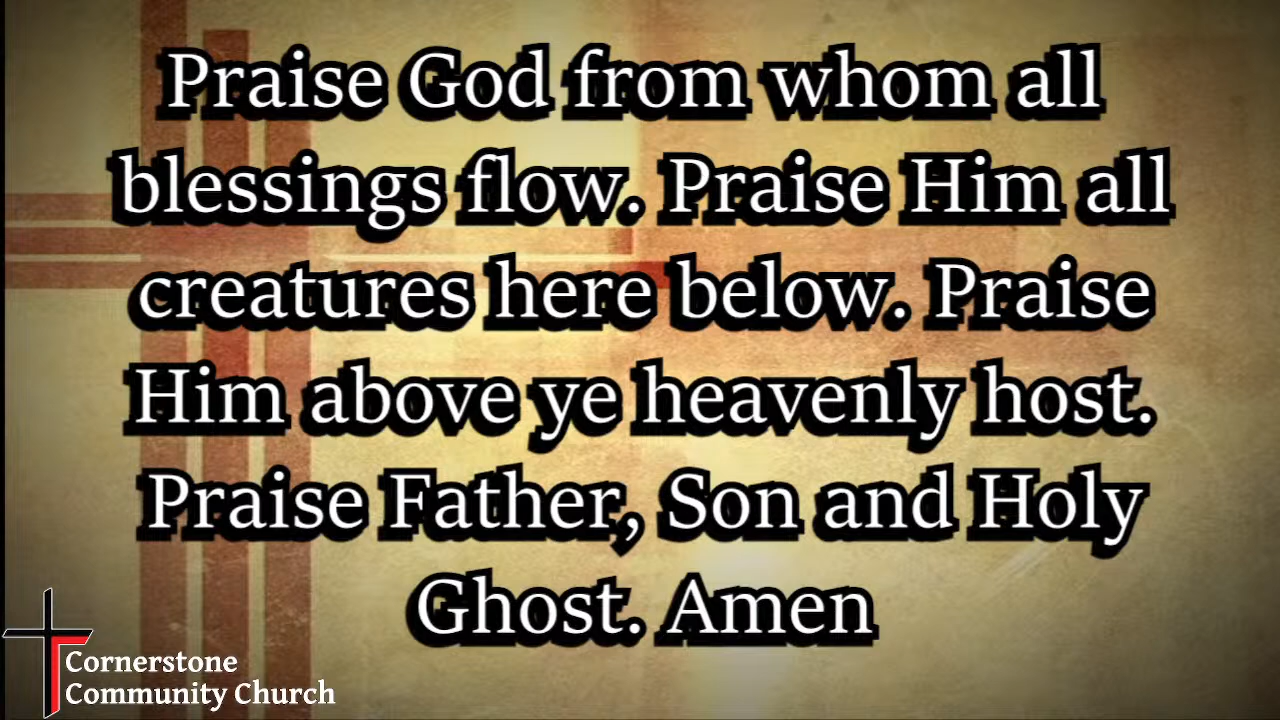 Praise God from whom all
blessings flow. Praise Him all
creatures here below. Praise
Him above ye heavenly host.
Praise Father, Son and Holy
Ghost. Amen
Cornerstone
Community Church